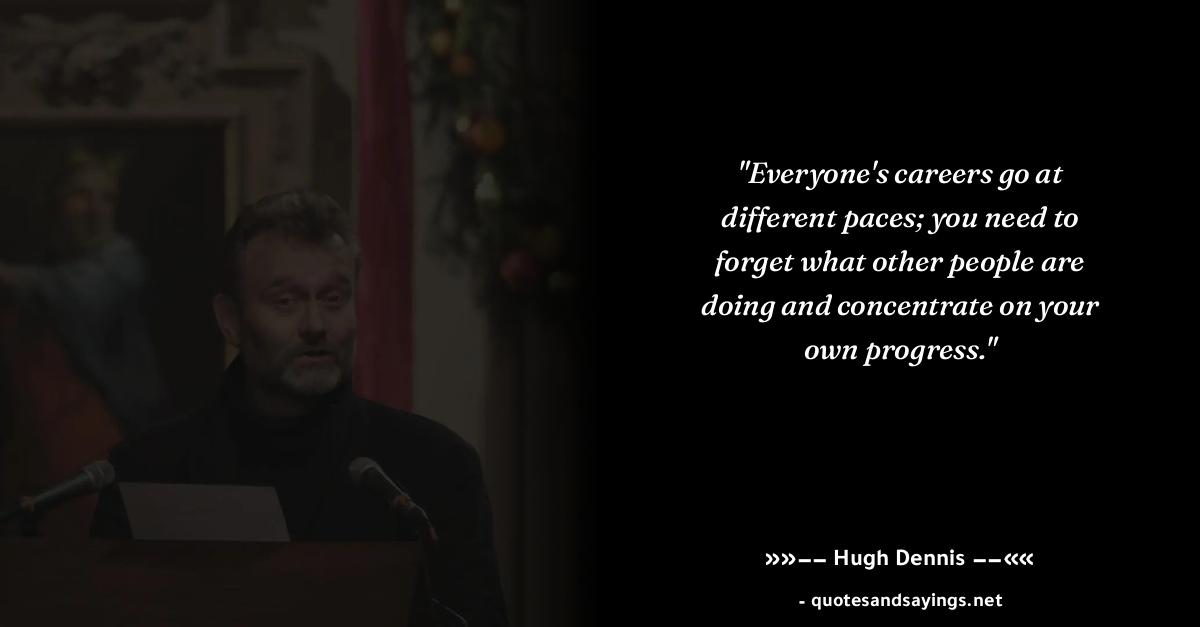 "Everyone's careers go at
different paces; you need to
forget what other people are
doing and concentrate on your
own progress."
»»−− Hugh Dennis −−««
- quotesandsayings.net